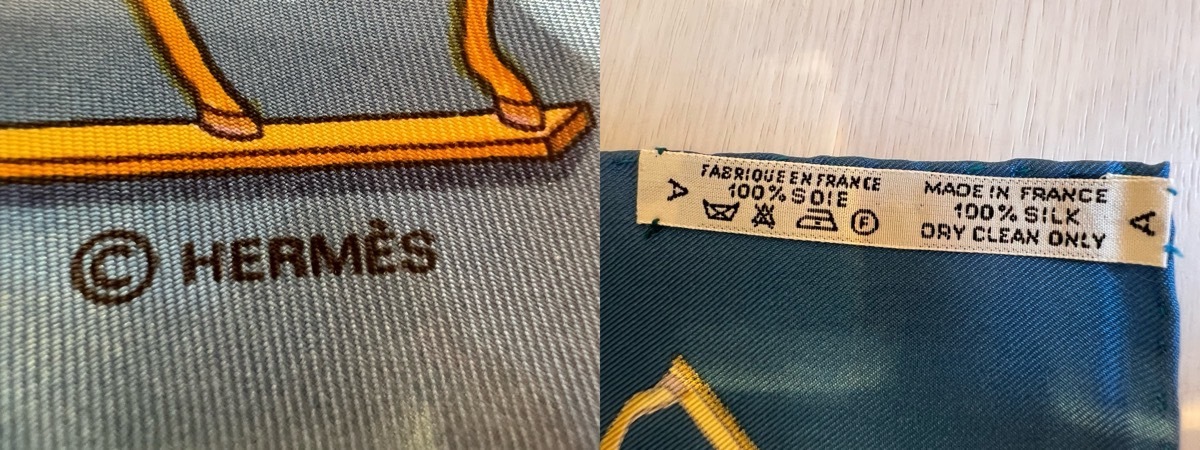 © HERMÈS
A
FABRIQUE EN FRANCE
100% SOIE
F
MADE IN FRANCE
100% SILK
DRY CLEAN ONLY
A